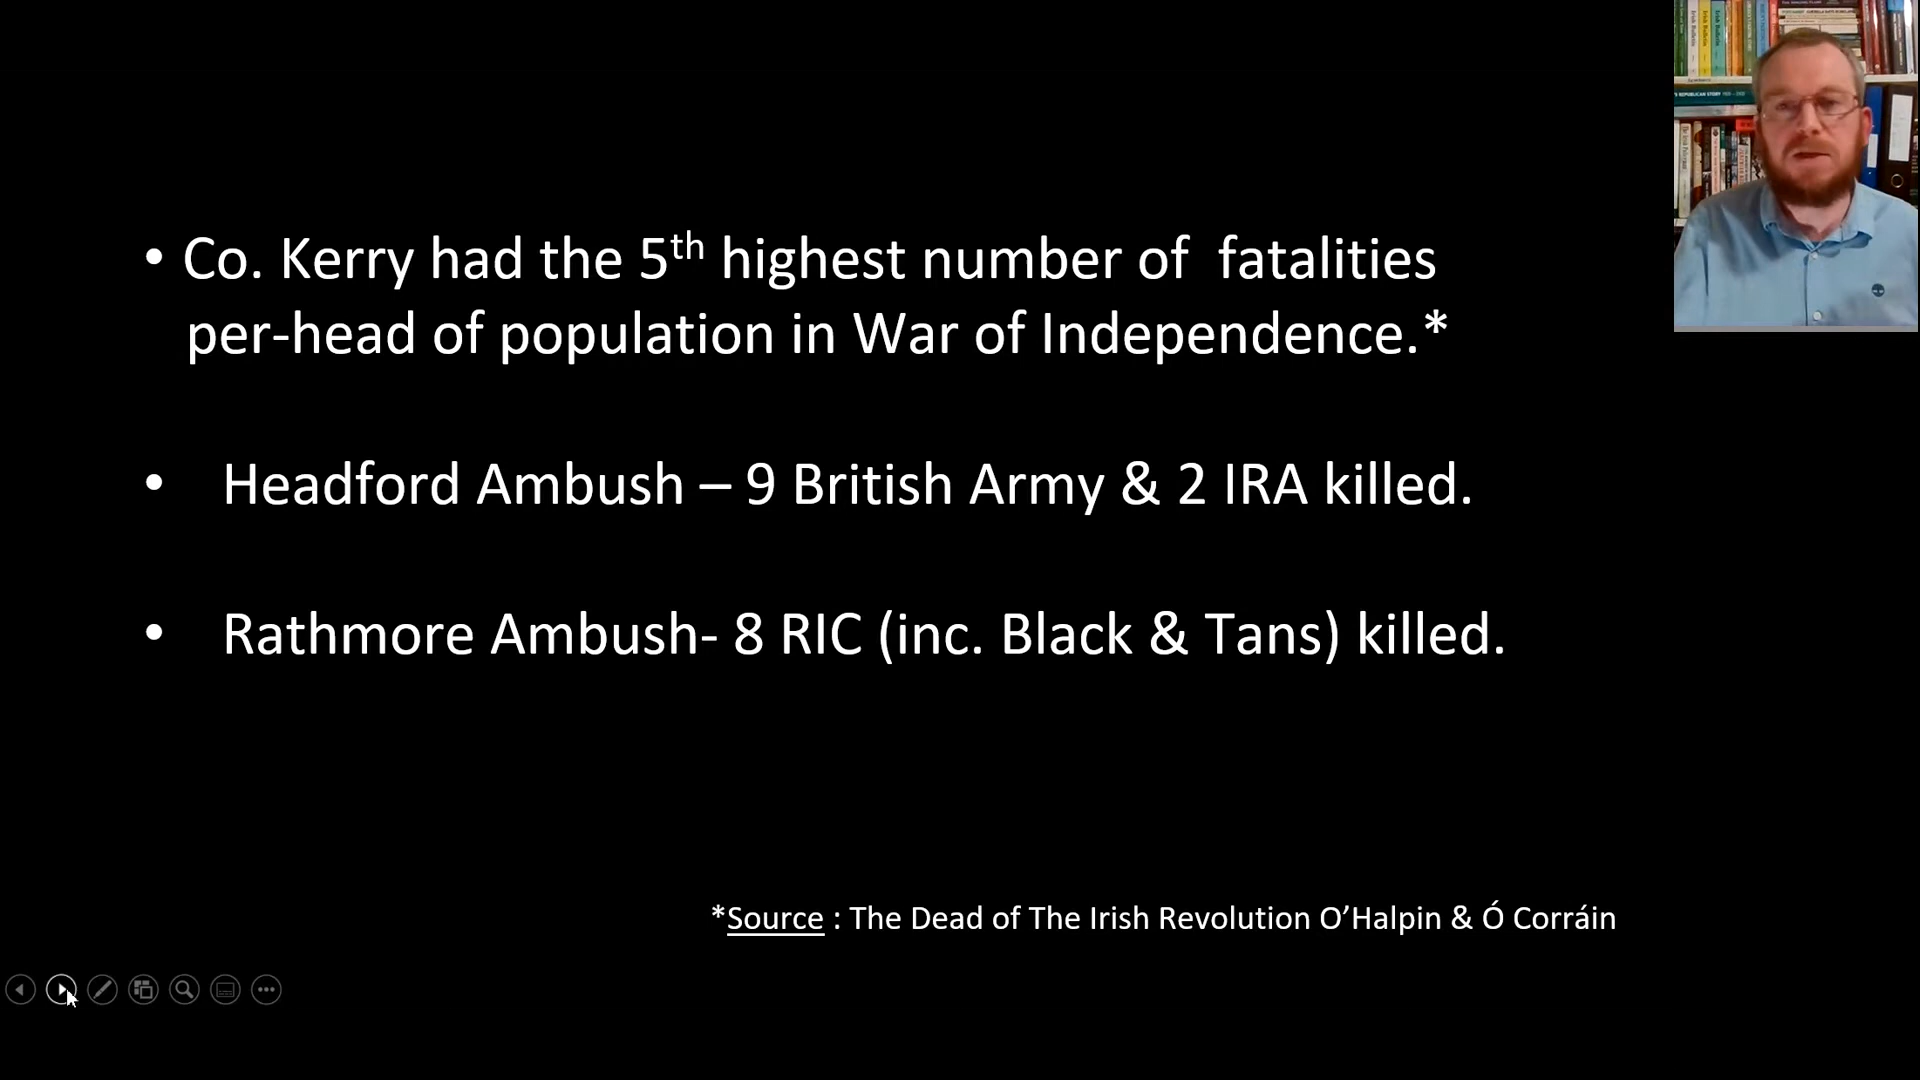 • Co. Kerry had the 5th highest number of fatalities
per-head of population in War of Independence.*
• Headford Ambush – 9 British Army & 2 IRA killed.
• Rathmore Ambush- 8 RIC (inc. Black & Tans) killed.
*Source : The Dead of The Irish Revolution O’Halpin & Ó Corráin